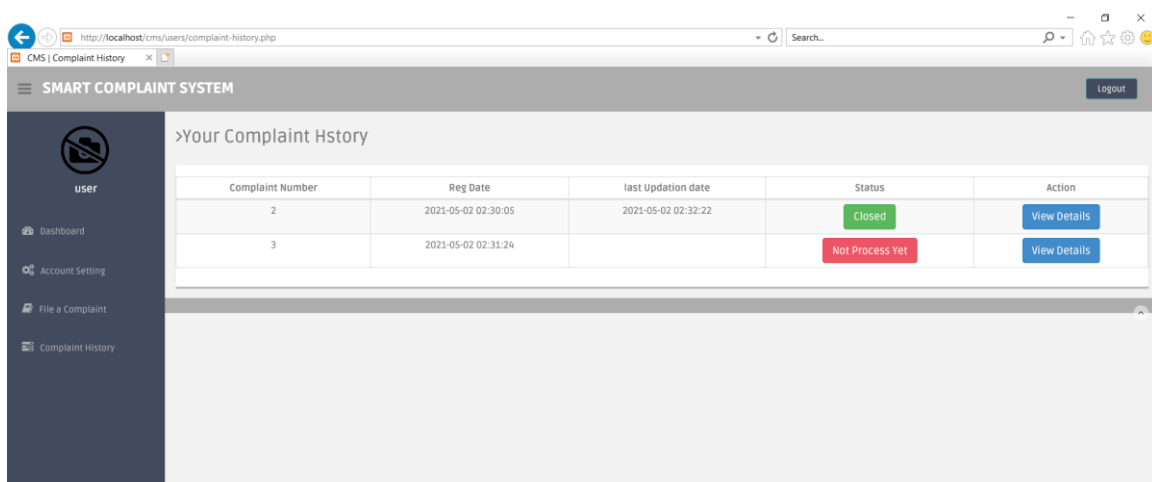 http://localhost/cms/users/complaint-history.php
Search...
CMS | Complaint History
SMART COMPLAINT SYSTEM
Logout
>Your Complaint Hstory
user
Complaint Number Reg Date last Updation date Status Action
2 2021-05-02 02:30:05 2021-05-02 02:32:22 Closed View Details
3 2021-05-02 02:31:24 Not Process Yet View Details
Dashboard
Account Setting
File a Complaint
Complaint History